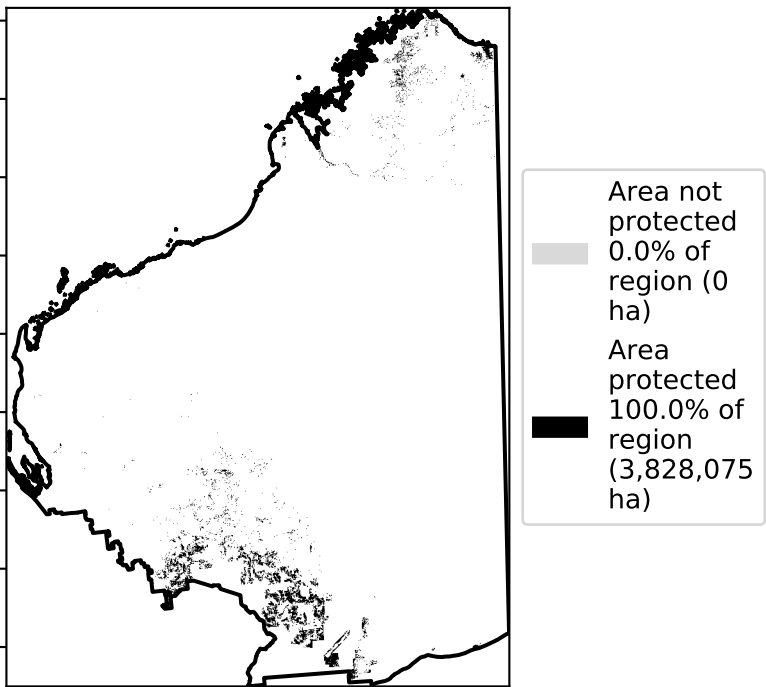 Area not
protected
0.0% of
region (0
ha)
Area
protected
100.0% of
region
(3,828,075
ha)